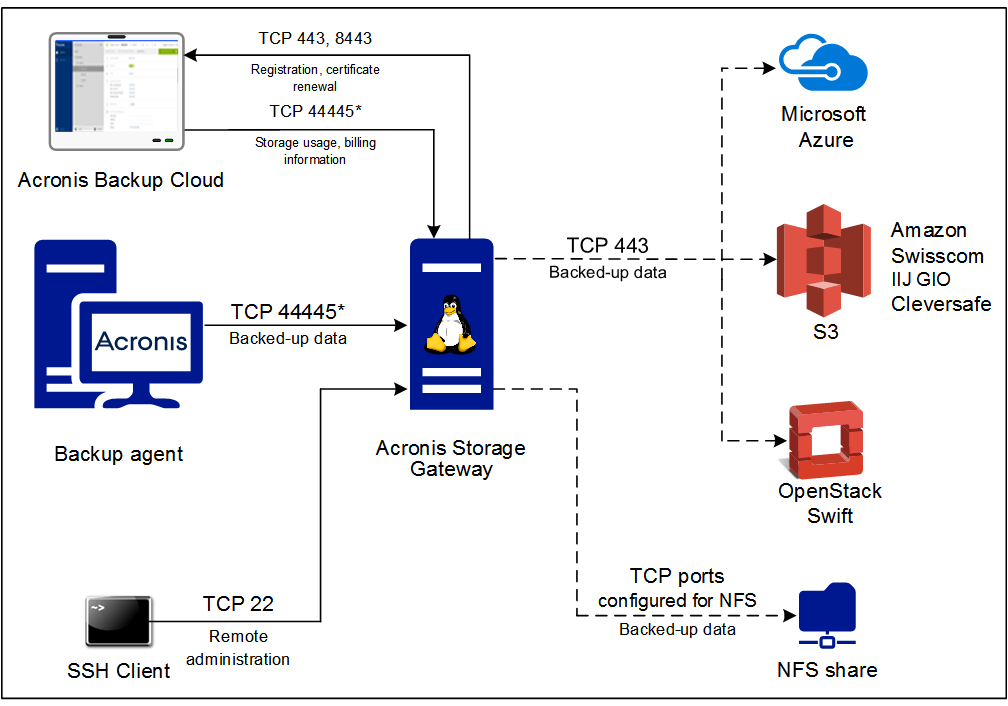 TCP 443, 8443
Registration, certificate
renewal
TCP 44445*
Storage usage, billing
information
Acronis Backup Cloud
Microsoft
Azure
TCP 443
Backed-up data
Amazon
Swisscom
IIJ GIO
Cleversafe
S3
Acronis
TCP 44445*
Backed-up data
Backup agent
Acronis Storage
Gateway
OpenStack
Swift
TCP ports
configured for NFS
Backed-up data
NFS share
~>
TCP 22
Remote
administration
SSH Client